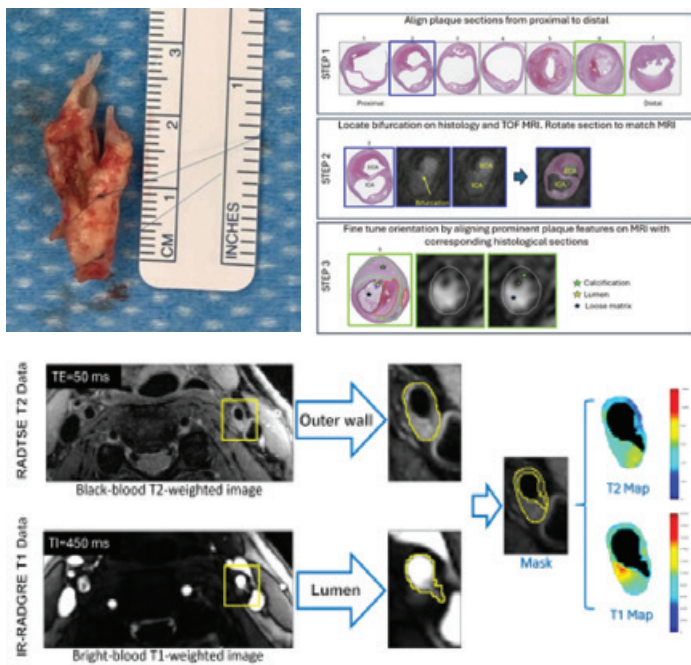 3
2
1
CM
1
INCHES
Align plaque sections from proximal to distal
STEP 1
Proximal
Distal
Locate bifurcation on histology and TOF MRI. Rotate section to match MRI
STEP 2
ICA
Bifurcation
ECA
ICA
ECA
ICA
Fine tune orientation by aligning prominent plaque features on MRI with
corresponding histological sections
STEP 3
Calcification
Lumen
Loose matrix
RADTSE T2 Data
TE=50 ms
Black-blood T2-weighted image
Outer wall
IR-RADGRE T1 Data
TI=450 ms
Bright-blood T1-weighted image
Lumen
Mask
T2 Map
T1 Map